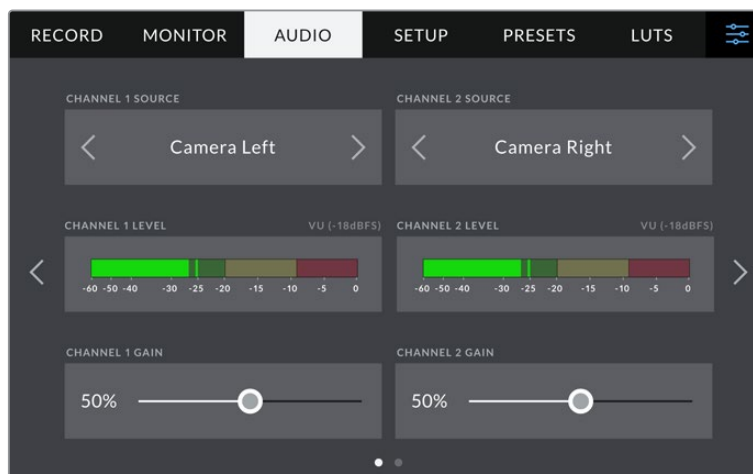 RECORD MONITOR AUDIO SETUP PRESETS LUTS
CHANNEL 1 SOURCE
CHANNEL 2 SOURCE
Camera Left
Camera Right
CHANNEL 1 LEVEL VU (-18dBFS)
CHANNEL 2 LEVEL VU (-18dBFS)
-60 -50 -40 -30 -25 -20 -15 -10 -5 0
-60 -50 -40 -30 -25 -20 -15 -10 -5 0
CHANNEL 1 GAIN
CHANNEL 2 GAIN
50%
50%